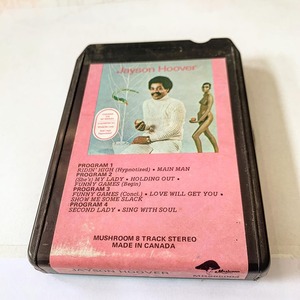 Jayson Hoover
PROGRAM 1
RIDIN' HIGH (Hypnotized) • MAIN MAN
PROGRAM 2
(She's) MY LADY • HOLDING OUT •
FUNNY GAMES (Begin)
PROGRAM 3
FUNNY GAMES (Concl.) • LOVE WILL GET YOU •
SHOW ME SOME SLACK
PROGRAM 4
SECOND LADY • SING WITH SOUL
MUSHROOM 8 TRACK STEREO
MADE IN CANADA
JAYSON HOOVER